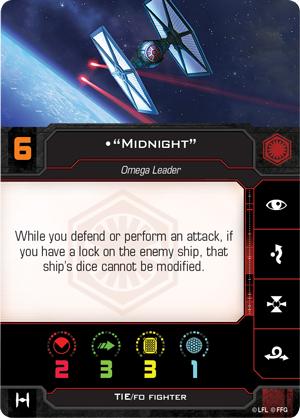 6
•“Midnight”
Omega Leader
While you defend or perform an attack, if
you have a lock on the enemy ship, that
ship's dice cannot be modified.
2 3 3 1
TIE/fo Fighter
©LFL ©FFG